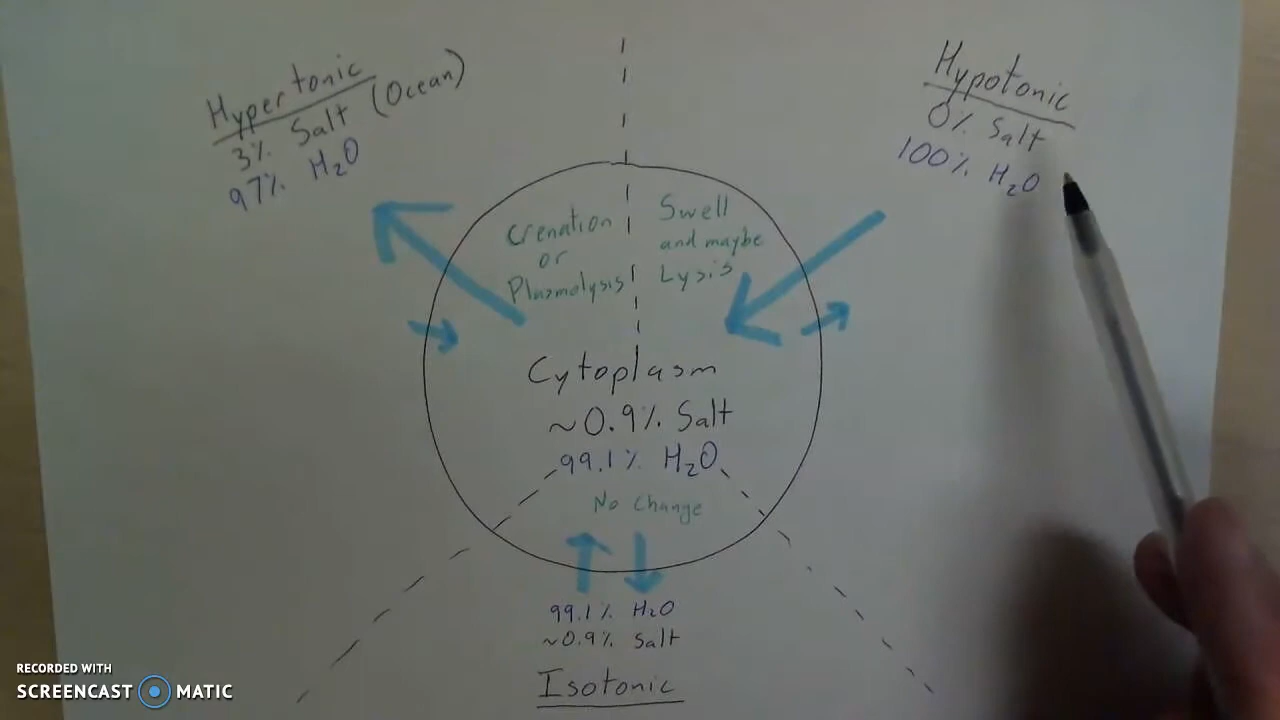 Hypertonic
3% Salt (Ocean)
97% H₂O
Hypotonic
0% Salt
100% H₂O
Crenation
or
Plasmolysis
Swell
and maybe
Lysis
Cytoplasm
~0.9% Salt
99.1% H₂O
No Change
99.1% H₂O
~0.9% Salt
Isotonic
RECORDED WITH
SCREENCAST MATIC